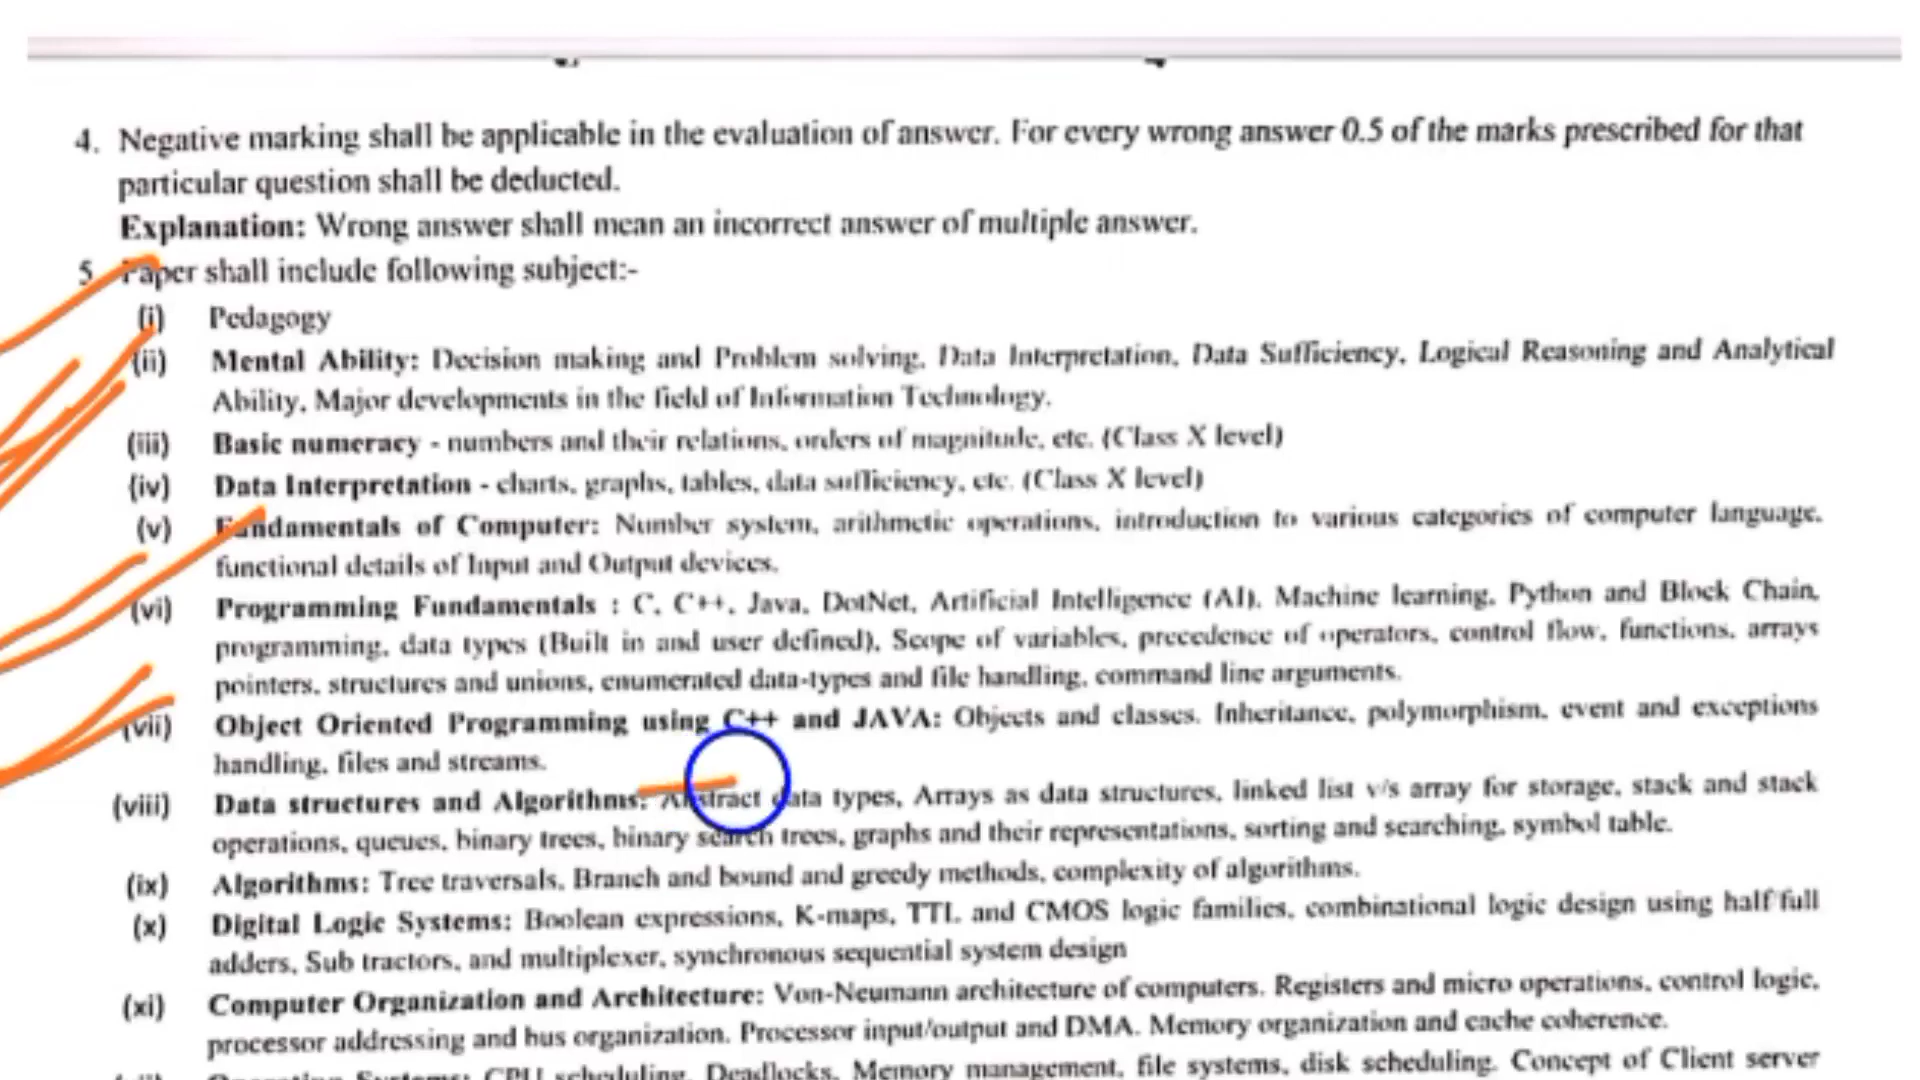 4. Negative marking shall be applicable in the evaluation of answer. For every wrong answer 0.5 of the marks prescribed for that
particular question shall be deducted.
Explanation: Wrong answer shall mean an incorrect answer of multiple answer.
5. Paper shall include following subject:-
(i) Pedagogy
(ii) Mental Ability: Decision making and Problem solving, Data Interpretation, Data Sufficiency, Logical Reasoning and Analytical
Ability, Major developments in the field of Information Technology.
(iii) Basic numeracy - numbers and their relations, orders of magnitude, etc. (Class X level)
(iv) Data Interpretation - charts, graphs, tables, data sufficiency, etc. (Class X level)
(v) Fundamentals of Computer: Number system, arithmetic operations, introduction to various categories of computer language,
functional details of Input and Output devices.
(vi) Programming Fundamentals : C, C++, Java, DotNet, Artificial Intelligence (AI), Machine learning, Python and Block Chain,
programming, data types (Built in and user defined), Scope of variables, precedence of operators, control flow, functions, arrays
pointers, structures and unions, enumerated data-types and file handling, command line arguments.
(vii) Object Oriented Programming using C++ and JAVA: Objects and classes. Inheritance, polymorphism, event and exceptions
handling, files and streams.
(viii) Data structures and Algorithms: Abstract data types, Arrays as data structures, linked list v/s array for storage, stack and stack
operations, queues, binary trees, binary search trees, graphs and their representations, sorting and searching, symbol table.
(ix) Algorithms: Tree traversals, Branch and bound and greedy methods, complexity of algorithms.
(x) Digital Logic Systems: Boolean expressions, K-maps, TTL and CMOS logic families, combinational logic design using half/full
adders, Sub tractors, and multiplexer, synchronous sequential system design
(xi) Computer Organization and Architecture: Von-Neumann architecture of computers. Registers and micro operations, control logic,
processor addressing and bus organization. Processor input/output and DMA. Memory organization and cache coherence.
Operating Systems: CPU scheduling, Deadlocks, Memory management, file systems, disk scheduling. Concept of Client server